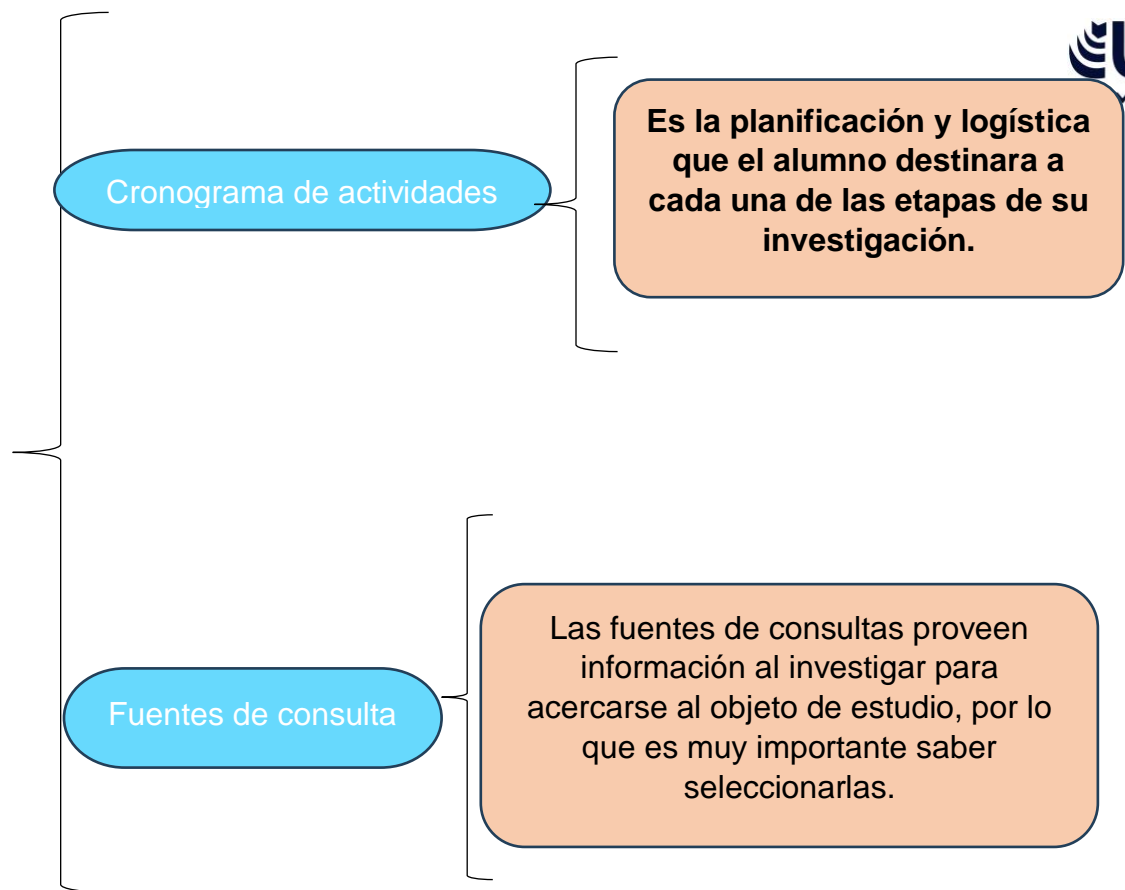 Es la planificación y logística
que el alumno destinara a
cada una de las etapas de su
investigación.
Cronograma de actividades
Las fuentes de consultas proveen
información al investigar para
acercarse al objeto de estudio, por lo
que es muy importante saber
seleccionarlas.
Fuentes de consulta